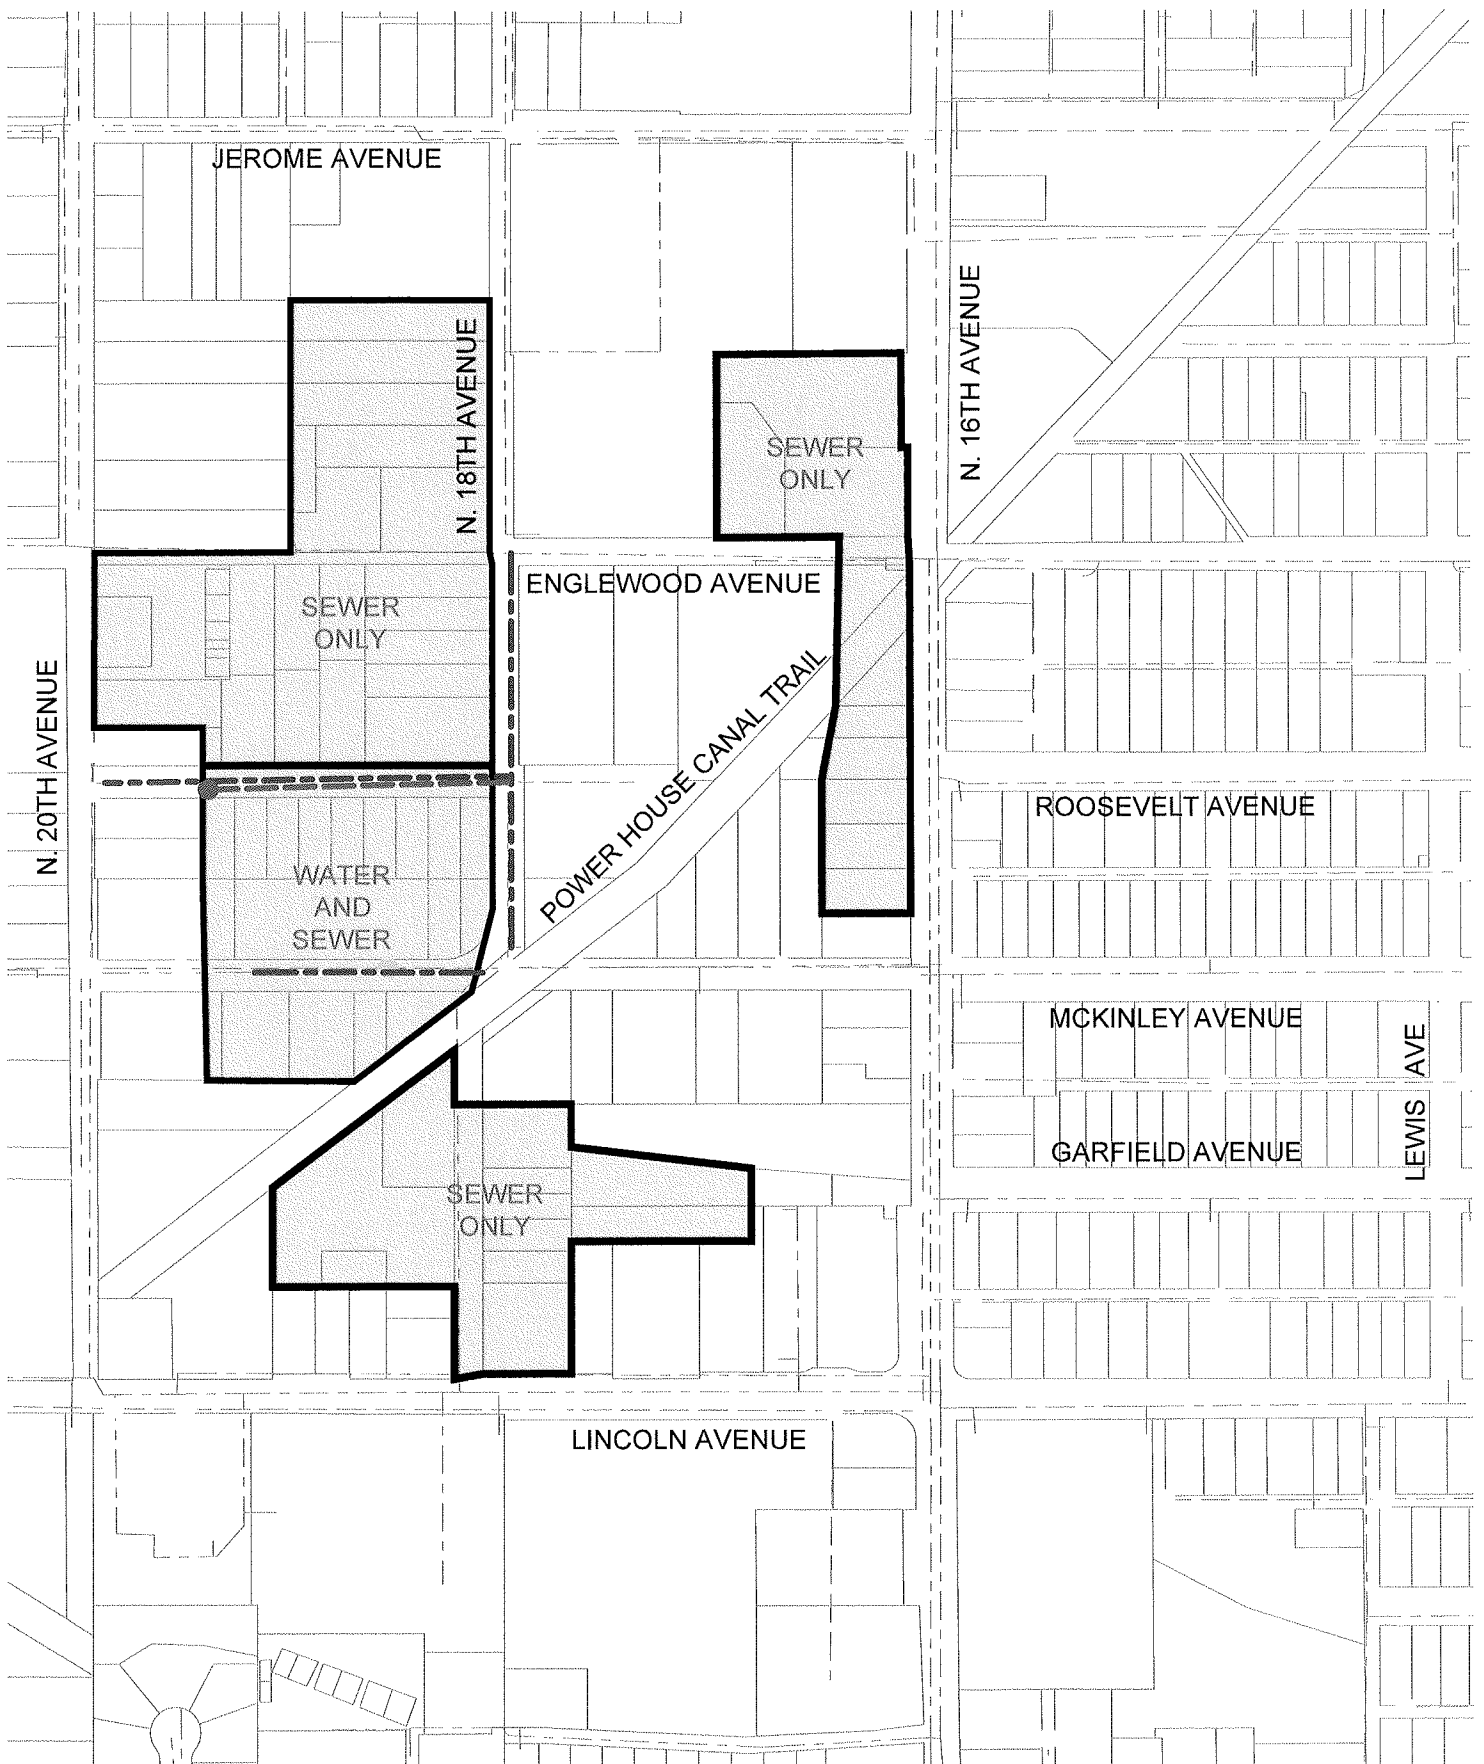 JEROME AVENUE
N. 18TH AVENUE
N. 16TH AVENUE
SEWER
ONLY
ENGLEWOOD AVENUE
SEWER
ONLY
N. 20TH AVENUE
POWER HOUSE CANAL TRAIL
ROOSEVELT AVENUE
WATER
AND
SEWER
MCKINLEY AVENUE
LEWIS AVE
GARFIELD AVENUE
SEWER
ONLY
LINCOLN AVENUE